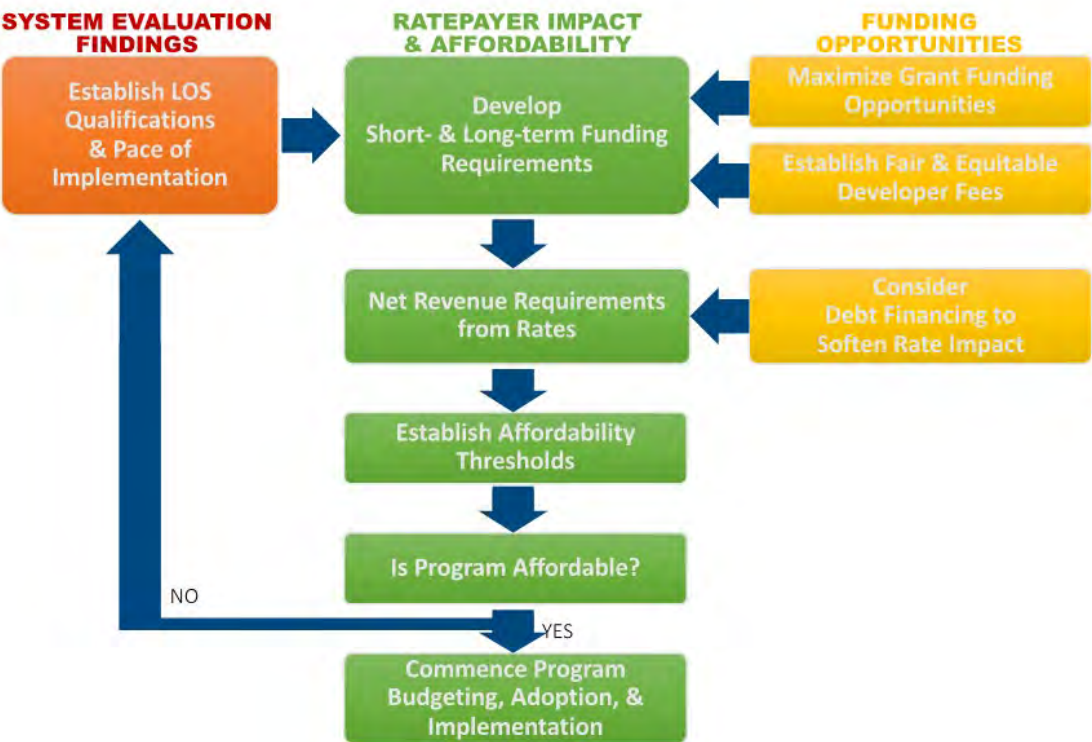 SYSTEM EVALUATION
FINDINGS
Establish LOS
Qualifications
& Pace of
Implementation
RATEPAYER IMPACT
& AFFORDABILITY
Develop
Short- & Long-term Funding
Requirements
Net Revenue Requirements
from Rates
Establish Affordability
Thresholds
Is Program Affordable?
NO
YES
Commence Program
Budgeting, Adoption, &
Implementation
FUNDING
OPPORTUNITIES
Maximize Grant Funding
Opportunities
Establish Fair & Equitable
Developer Fees
Consider
Debt Financing to
Soften Rate Impact